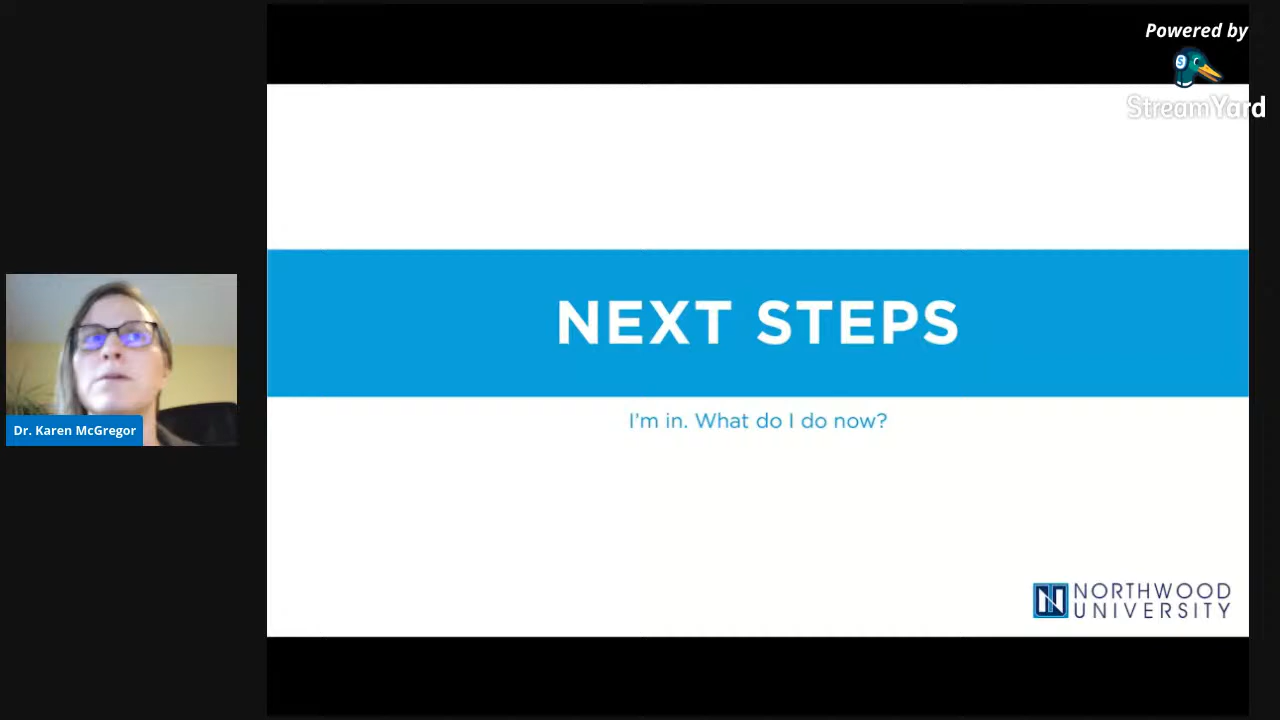 Powered by
S
StreamYard
NEXT STEPS
I'm in. What do I do now?
Dr. Karen McGregor
N
NORTHWOOD
UNIVERSITY